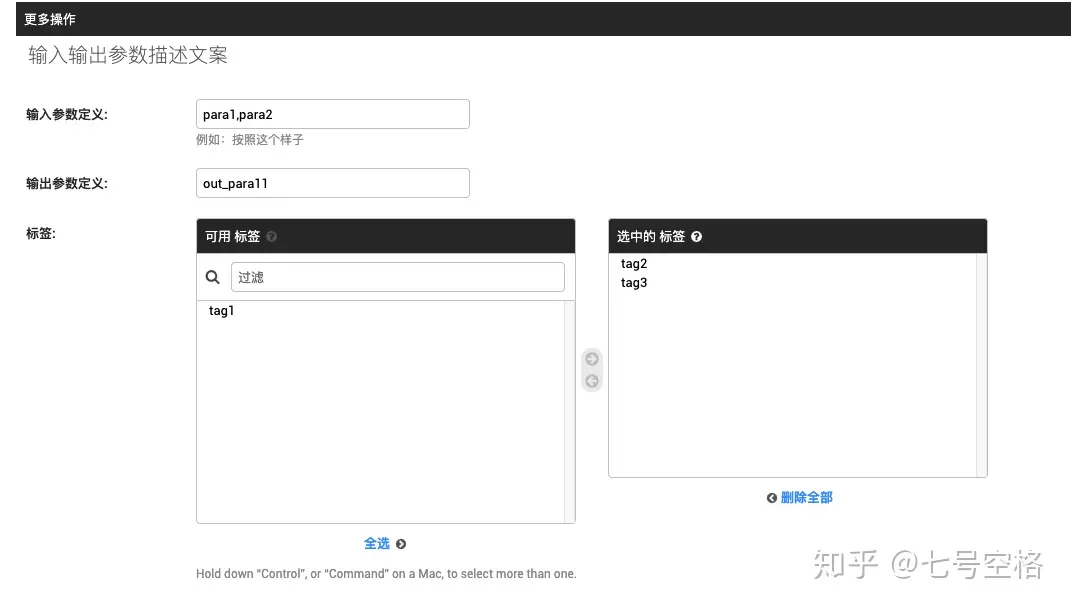 更多操作
输入输出参数描述文案
输入参数定义:
para1,para2
例如：按照这个样子
输出参数定义:
out_para11
标签:
可用 标签
过滤
tag1
全选
选中的 标签
tag2
tag3
删除全部
Hold down “Control”, or “Command” on a Mac, to select more than one.
知乎 @七号空格